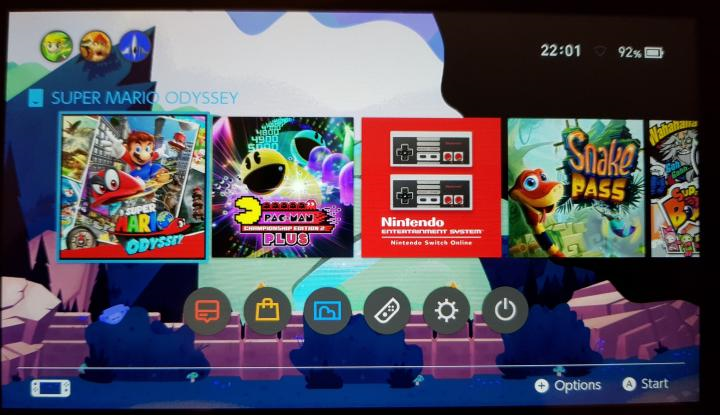 22:01 92%
SUPER MARIO ODYSSEY
SUPER
MARIO
ODYSSEY
4800
4900
5000
PAC-MAN
CHAMPIONSHIP EDITION 2
PLUS
Nintendo
ENTERTAINMENT SYSTEM
Nintendo Switch Online
Snake
PASS
+ Options A Start